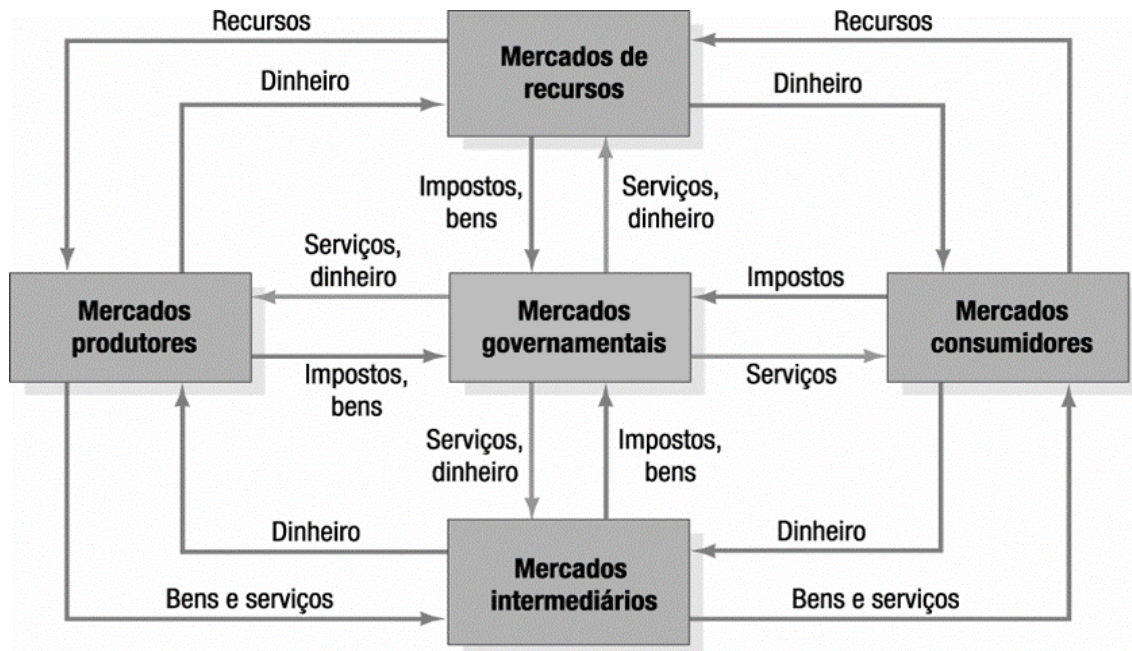 Recursos
Recursos
Mercados de
recursos
Dinheiro
Dinheiro
Impostos,
bens
Serviços,
dinheiro
Serviços,
dinheiro
Impostos
Mercados
produtores
Mercados
governamentais
Mercados
consumidores
Impostos,
bens
Serviços
Serviços,
dinheiro
Impostos,
bens
Dinheiro
Dinheiro
Mercados
intermediários
Bens e serviços
Bens e serviços